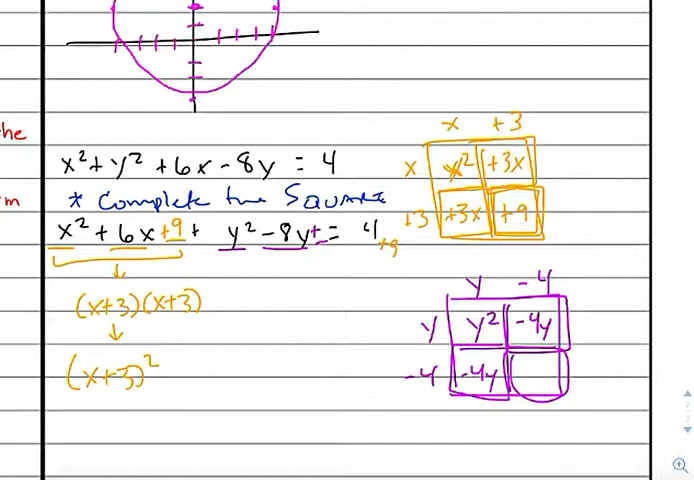 the
m
x² + y² + 6x - 8y = 4
* Complete the Square
x² + 6x + 9 + y² - 8y + = 4 +9
(x+3)(x+3)
(x+3)²
x +3
x x² +3x
+3 +3x +9
y -4
y y² -4y
-4 -4y